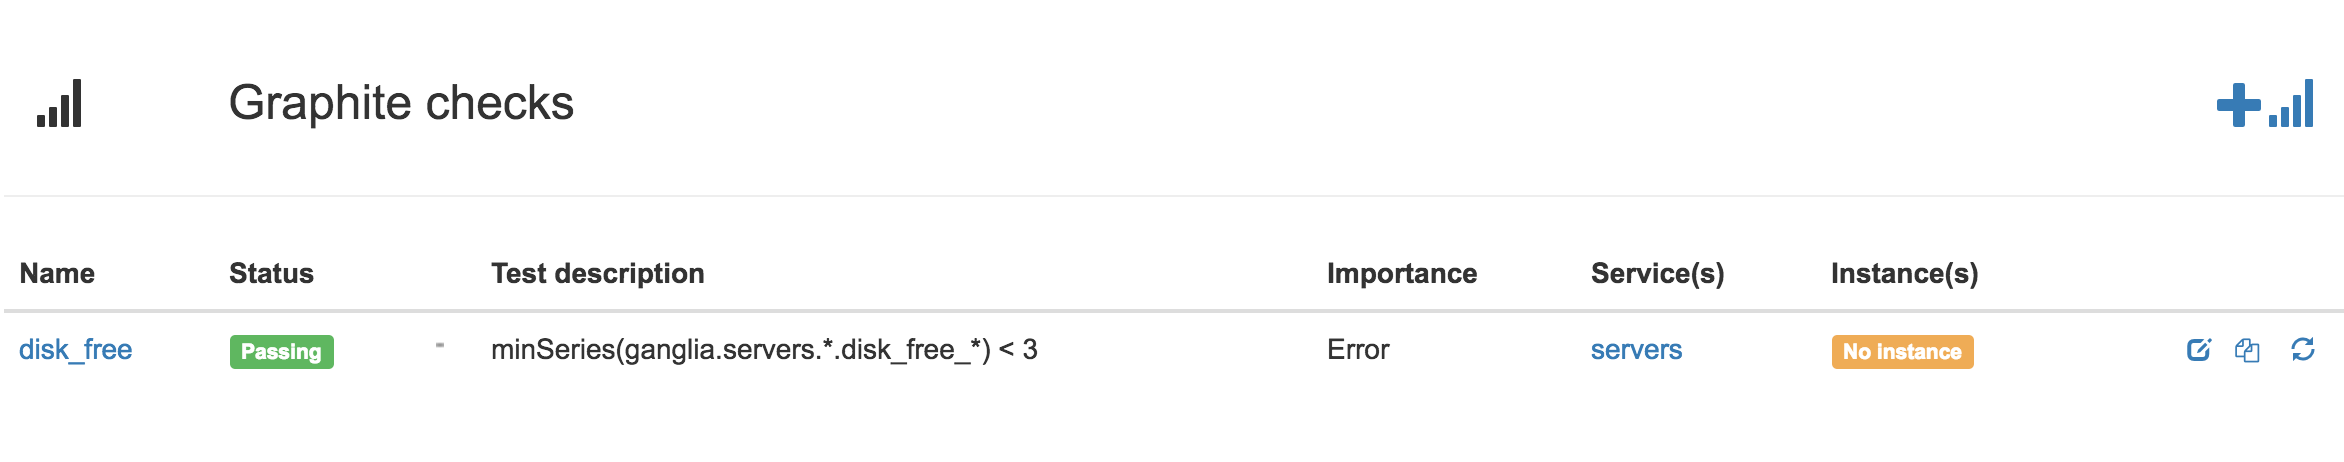 Graphite checks
Name Status Test description Importance Service(s) Instance(s)
disk_free Passing - minSeries(ganglia.servers.*.disk_free_*) < 3 Error servers No instance